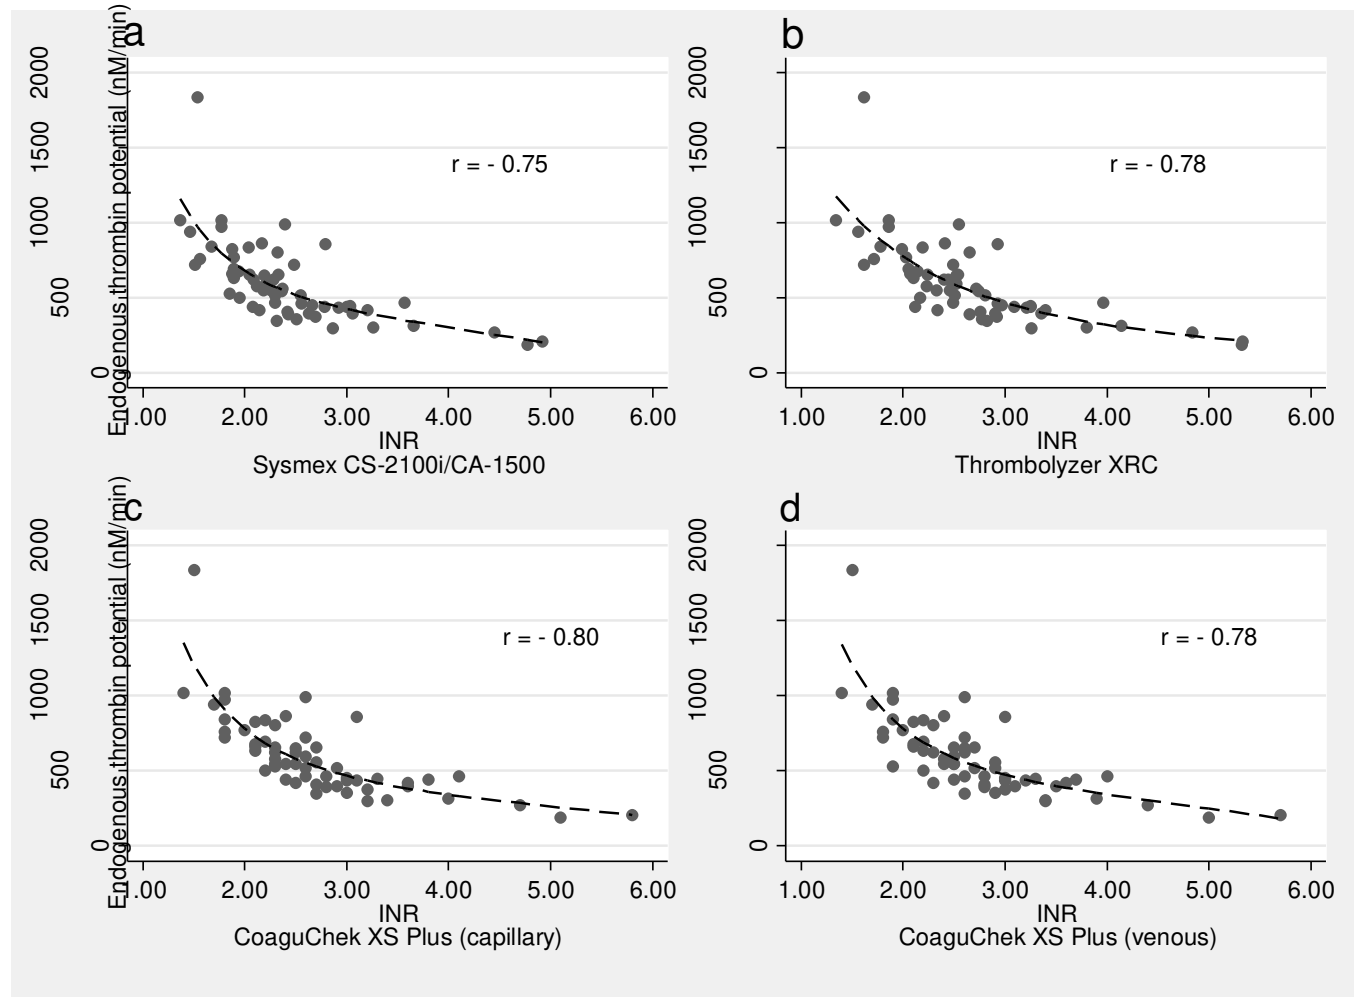 a
Endogenous thrombin potential (nM/min)
2000
1500
1000
500
0
r = - 0.75
1.00 2.00 3.00 4.00 5.00 6.00
INR
Sysmex CS-2100i/CA-1500
b
2000
1500
1000
500
0
r = - 0.78
1.00 2.00 3.00 4.00 5.00 6.00
INR
Thrombolyzer XRC
c
Endogenous thrombin potential (nM/min)
2000
1500
1000
500
0
r = - 0.80
1.00 2.00 3.00 4.00 5.00 6.00
INR
CoaguChek XS Plus (capillary)
d
2000
1500
1000
500
0
r = - 0.78
1.00 2.00 3.00 4.00 5.00 6.00
INR
CoaguChek XS Plus (venous)